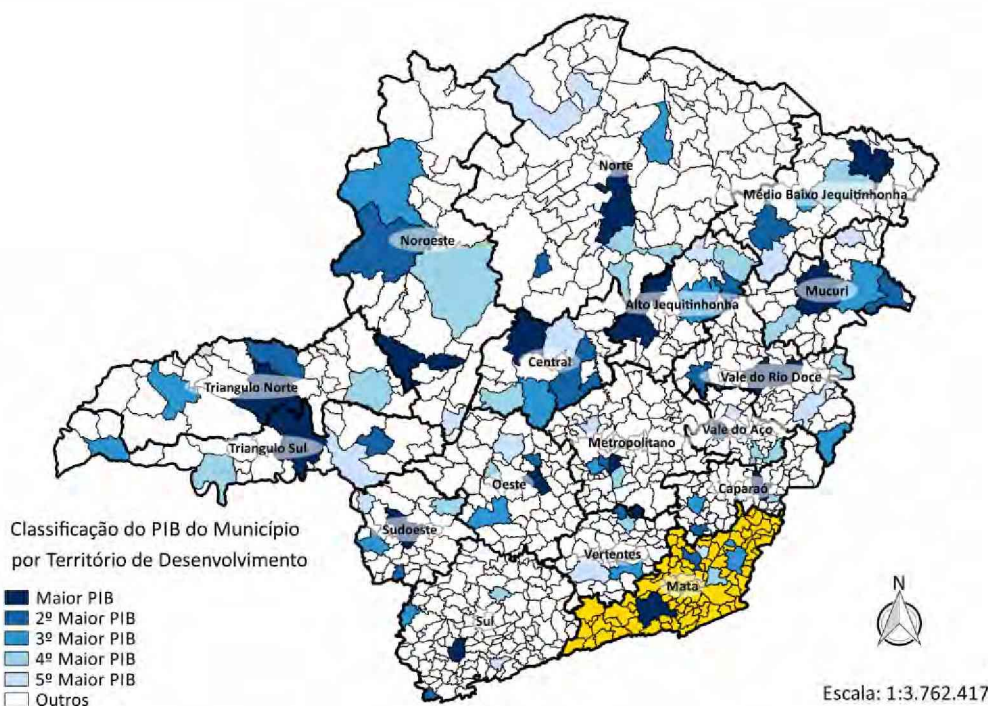 Norte
Médio Baixo Jequitinhonha
Noroeste
Mucuri
Alto Jequitinhonha
Central
Triangulo Norte
Vale do Rio Doce
Vale do Aço
Metropolitano
Triangulo Sul
Oeste
Caparaó
Sudoeste
Vertentes
Mata
Sul
Classificação do PIB do Município
por Território de Desenvolvimento
Maior PIB
2º Maior PIB
3º Maior PIB
4º Maior PIB
5º Maior PIB
Outros
N
Escala: 1:3.762.417